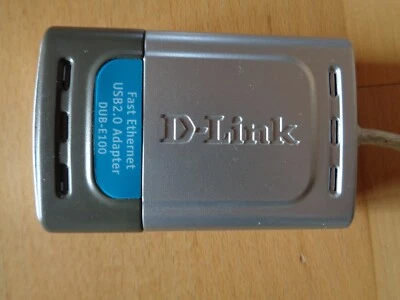 Fast Ethernet
USB2.0 Adapter
DUB-E100
D-Link